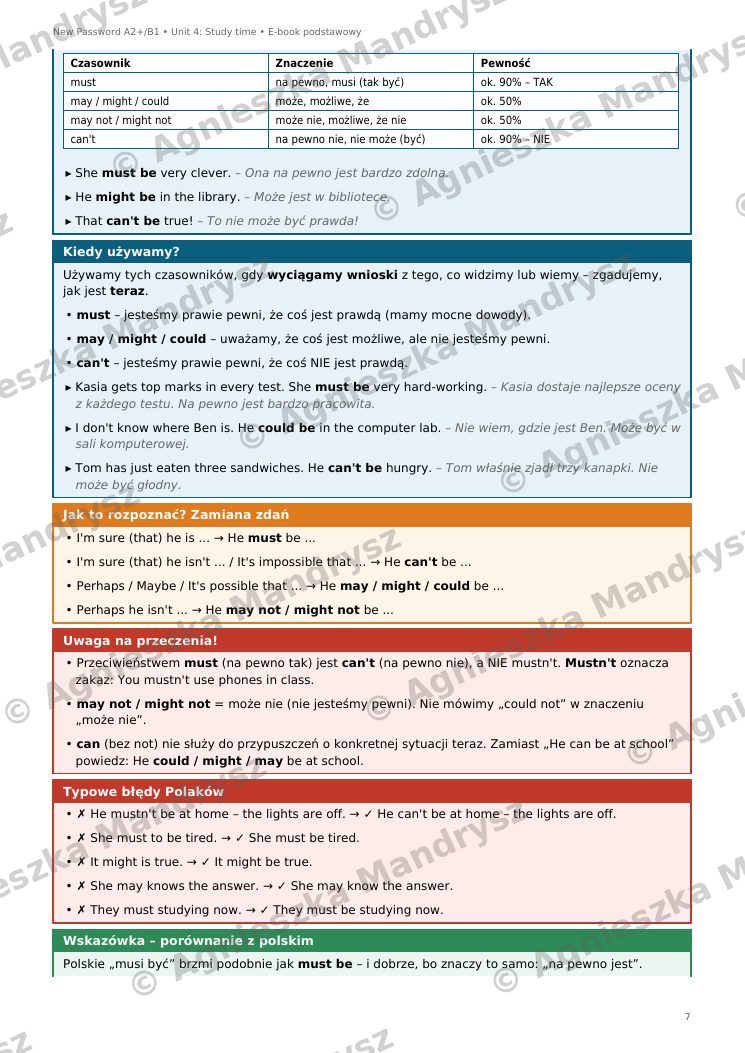 New Password A2+/B1 • Unit 4: Study time • E-book podstawowy
Czasownik Znaczenie Pewność
must na pewno, musi (tak być) ok. 90% – TAK
may / might / could może, możliwe, że ok. 50%
may not / might not może nie, możliwe, że nie ok. 50%
can't na pewno nie, nie może (być) ok. 90% – NIE
▸ She must be very clever. – Ona na pewno jest bardzo zdolna.
▸ He might be in the library. – Może jest w bibliotece.
▸ That can't be true! – To nie może być prawda!
Kiedy używamy?
Używamy tych czasowników, gdy wyciągamy wnioski z tego, co widzimy lub wiemy – zgadujemy,
jak jest teraz.
• must – jesteśmy prawie pewni, że coś jest prawdą (mamy mocne dowody).
• may / might / could – uważamy, że coś jest możliwe, ale nie jesteśmy pewni.
• can't – jesteśmy prawie pewni, że coś NIE jest prawdą.
▸ Kasia gets top marks in every test. She must be very hard-working. – Kasia dostaje najlepsze oceny
z każdego testu. Na pewno jest bardzo pracowita.
▸ I don't know where Ben is. He could be in the computer lab. – Nie wiem, gdzie jest Ben. Może być w
sali komputerowej.
▸ Tom has just eaten three sandwiches. He can't be hungry. – Tom właśnie zjadł trzy kanapki. Nie
może być głodny.
Jak to rozpoznać? Zamiana zdań
• I'm sure (that) he is ... → He must be ...
• I'm sure (that) he isn't ... / It's impossible that ... → He can't be ...
• Perhaps / Maybe / It's possible that ... → He may / might / could be ...
• Perhaps he isn't ... → He may not / might not be ...
Uwaga na przeczenia!
• Przeciwieństwem must (na pewno tak) jest can't (na pewno nie), a NIE mustn't. Mustn't oznacza
zakaz: You mustn't use phones in class.
• may not / might not = może nie (nie jesteśmy pewni). Nie mówimy „could not” w znaczeniu
„może nie”.
• can (bez not) nie służy do przypuszczeń o konkretnej sytuacji teraz. Zamiast „He can be at school”
powiedz: He could / might / may be at school.
Typowe błędy Polaków
• ✗ He mustn't be at home – the lights are off. → ✓ He can't be at home – the lights are off.
• ✗ She must to be tired. → ✓ She must be tired.
• ✗ It might is true. → ✓ It might be true.
• ✗ She may knows the answer. → ✓ She may know the answer.
• ✗ They must studying now. → ✓ They must be studying now.
Wskazówka – porównanie z polskim
Polskie „musi być” brzmi podobnie jak must be – i dobrze, bo znaczy to samo: „na pewno jest”.
7
© Agnieszka Mandrysz